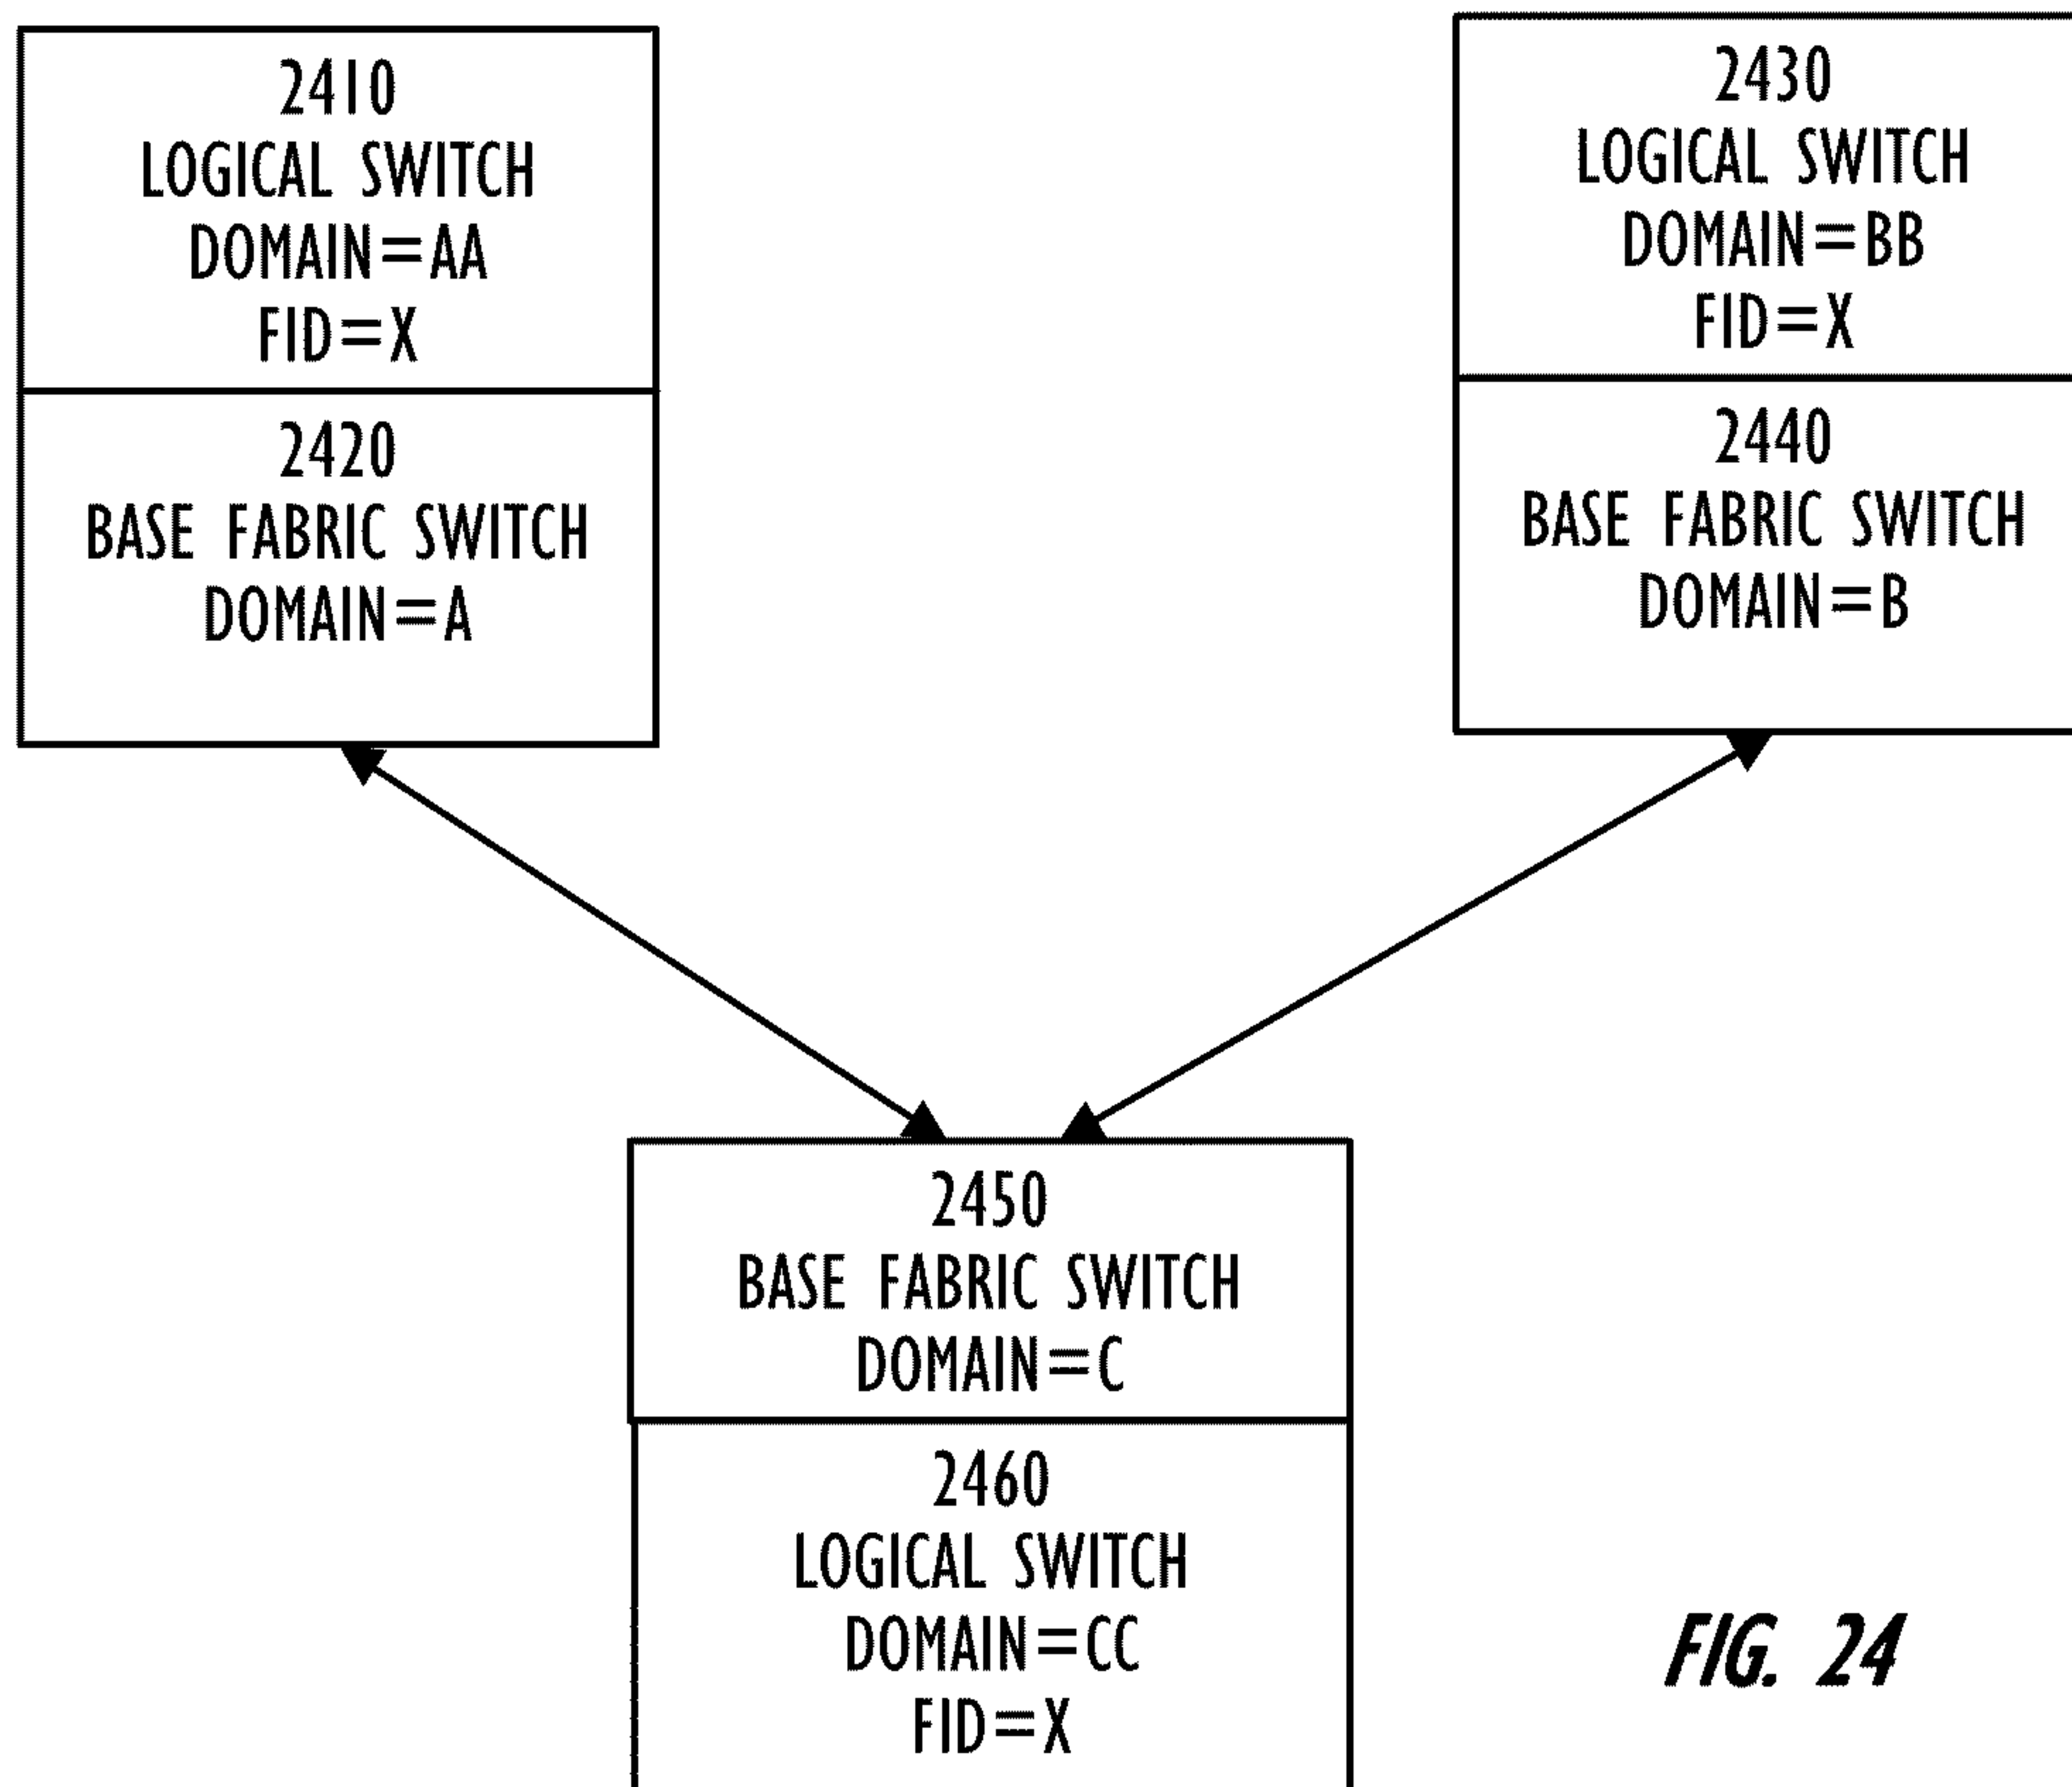 2410
LOGICAL SWITCH
DOMAIN=AA
FID=X
2420
BASE FABRIC SWITCH
DOMAIN=A
2430
LOGICAL SWITCH
DOMAIN=BB
FID=X
2440
BASE FABRIC SWITCH
DOMAIN=B
2450
BASE FABRIC SWITCH
DOMAIN=C
2460
LOGICAL SWITCH
DOMAIN=CC
FID=X
FIG. 24